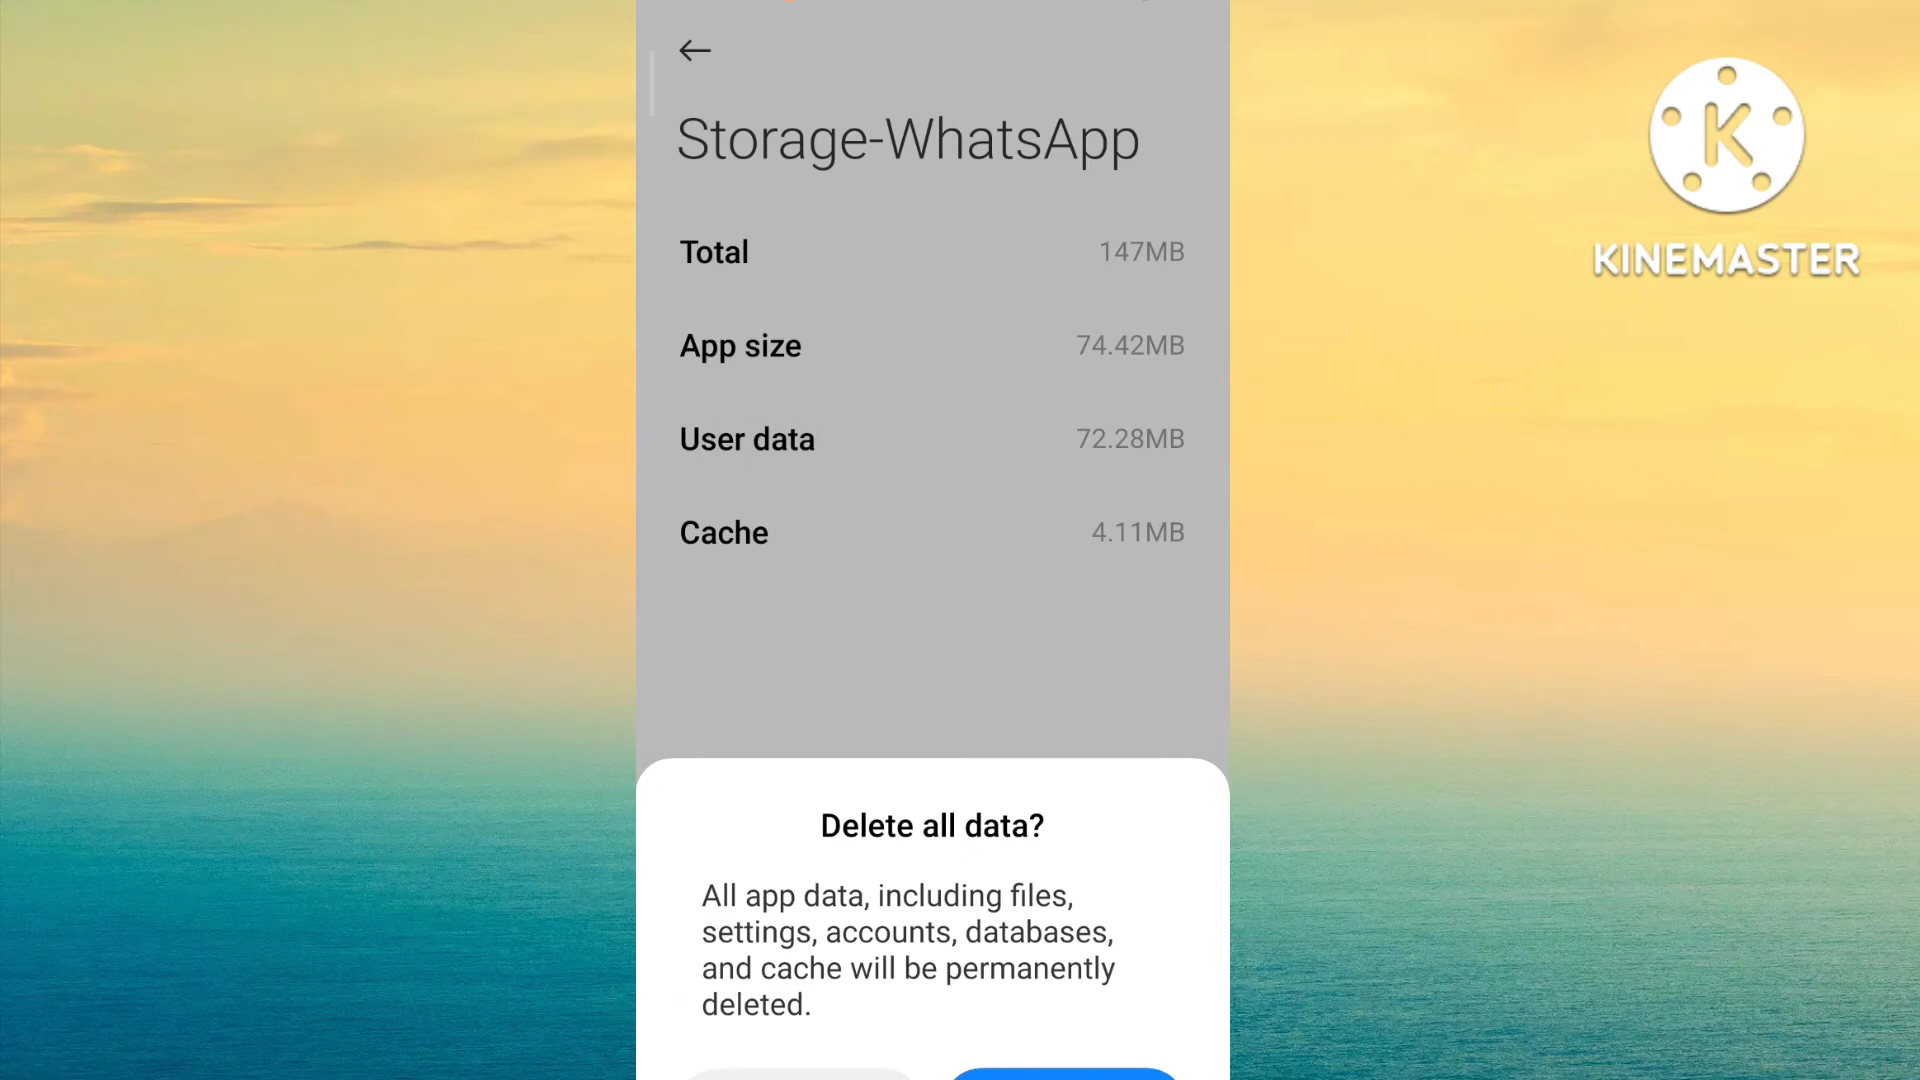 Storage-WhatsApp
Total 147MB
App size 74.42MB
User data 72.28MB
Cache 4.11MB
Delete all data?
All app data, including files,
settings, accounts, databases,
and cache will be permanently
deleted.
K
KINEMASTER